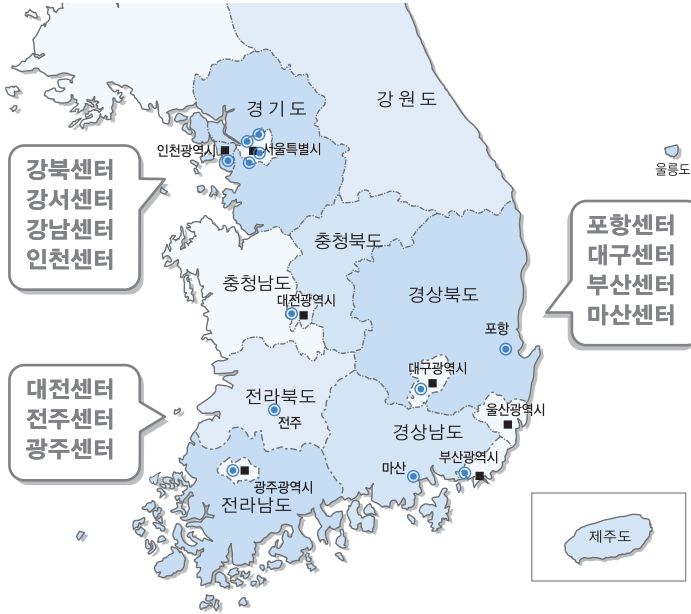 강원도
경기도
인천광역시
서울특별시
울릉도
강북센터
강서센터
강남센터
인천센터
포항센터
대구센터
부산센터
마산센터
충청북도
충청남도
대전광역시
경상북도
포항
대구광역시
대전센터
전주센터
광주센터
전라북도
전주
울산광역시
경상남도
부산광역시
마산
광주광역시
전라남도
제주도